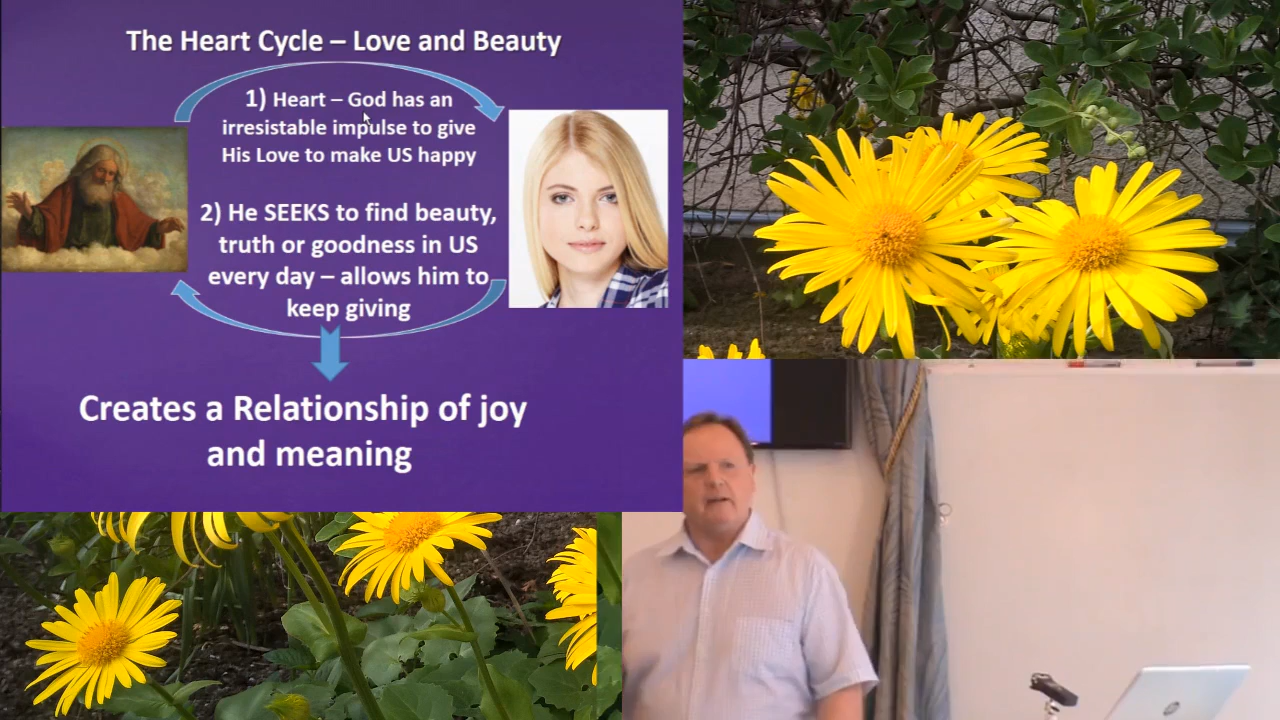 The Heart Cycle – Love and Beauty
1) Heart – God has an
irresistable impulse to give
His Love to make US happy
2) He SEEKS to find beauty,
truth or goodness in US
every day – allows him to
keep giving
Creates a Relationship of joy
and meaning